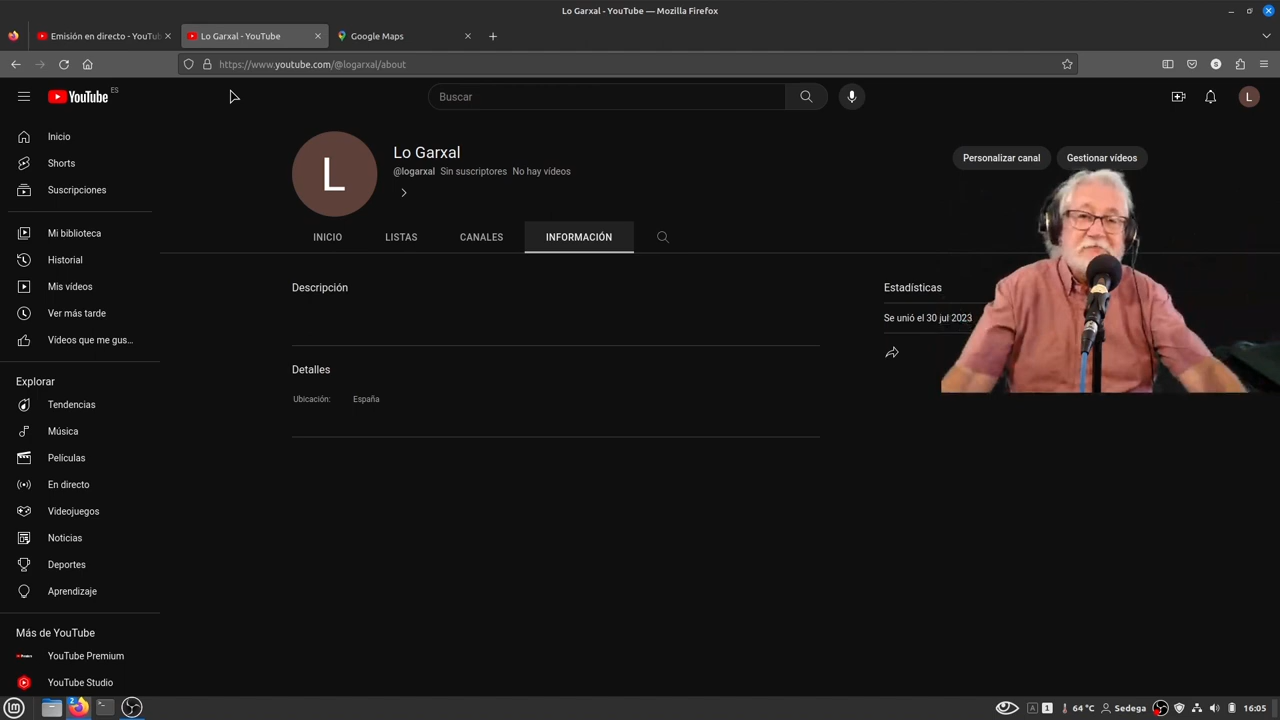 Lo Garxal - YouTube — Mozilla Firefox
Emisión en directo - YouTub
Lo Garxal - YouTube
Google Maps
https://www.youtube.com/@logarxal/about
YouTube ES
Buscar
L
Inicio
Shorts
Suscripciones
Mi biblioteca
Historial
Mis vídeos
Ver más tarde
Vídeos que me gus...
Explorar
Tendencias
Música
Películas
En directo
Videojuegos
Noticias
Deportes
Aprendizaje
Más de YouTube
YouTube Premium
YouTube Studio
L
Lo Garxal
@logarxal Sin suscriptores No hay vídeos
Personalizar canal
Gestionar vídeos
INICIO
LISTAS
CANALES
INFORMACIÓN
Descripción
Detalles
Ubicación: España
Estadísticas
Se unió el 30 jul 2023
2
A
1
64 °C
Sedega
16:05